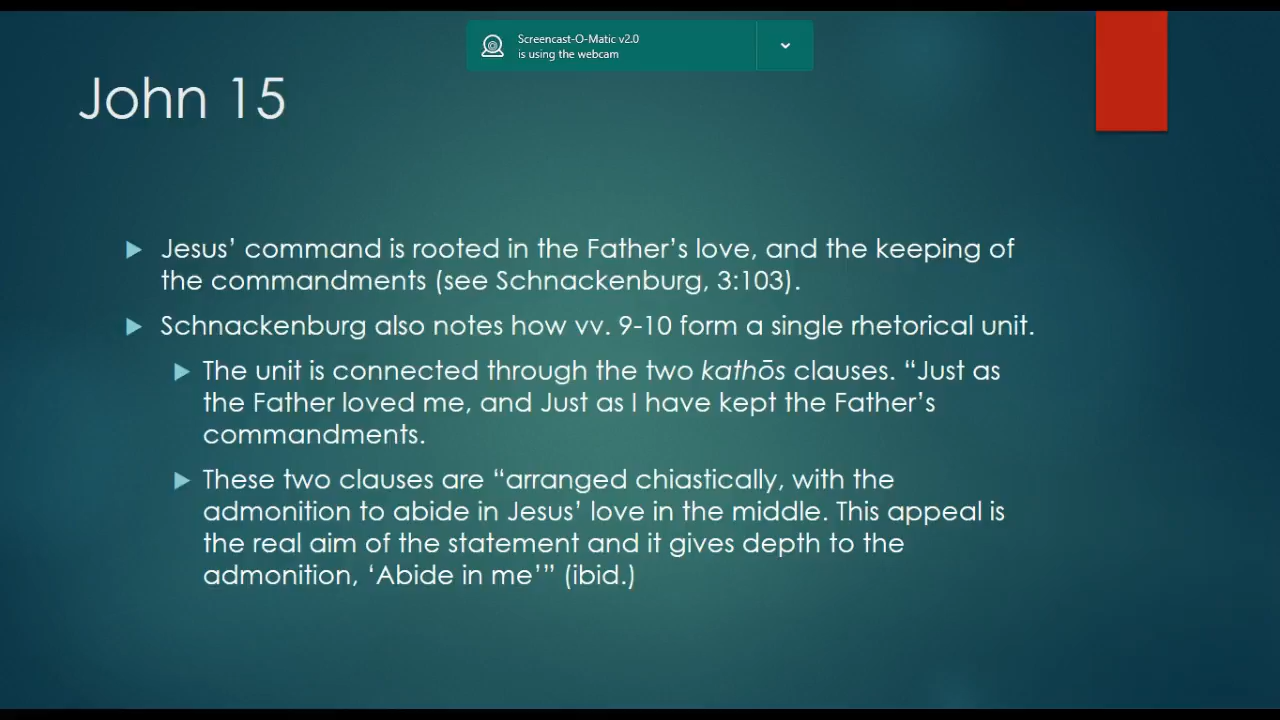 Screencast-O-Matic v2.0
is using the webcam
John 15
Jesus’ command is rooted in the Father’s love, and the keeping of
the commandments (see Schnackenburg, 3:103).
Schnackenburg also notes how vv. 9-10 form a single rhetorical unit.
The unit is connected through the two kathōs clauses. “Just as
the Father loved me, and Just as I have kept the Father’s
commandments.
These two clauses are “arranged chiastically, with the
admonition to abide in Jesus’ love in the middle. This appeal is
the real aim of the statement and it gives depth to the
admonition, ‘Abide in me’” (ibid.)